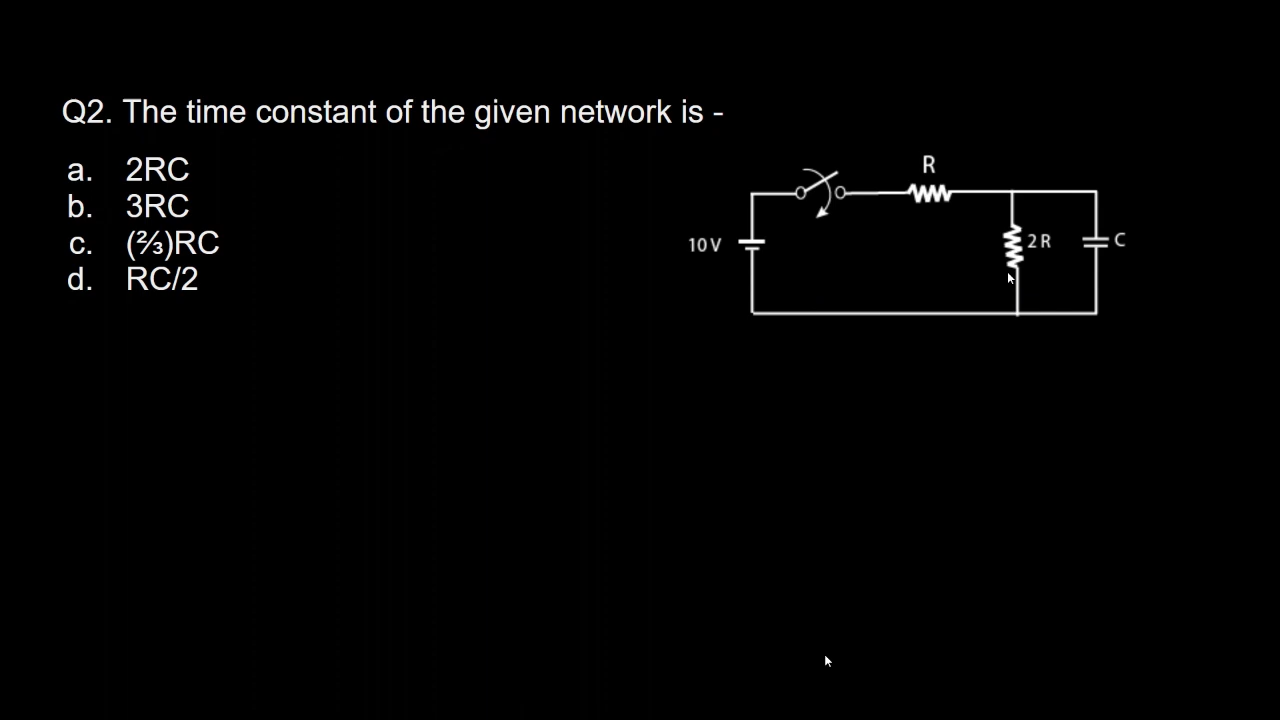 Q2. The time constant of the given network is -
a. 2RC
b. 3RC
c. (⅔)RC
d. RC/2
R
10 V
2 R
C